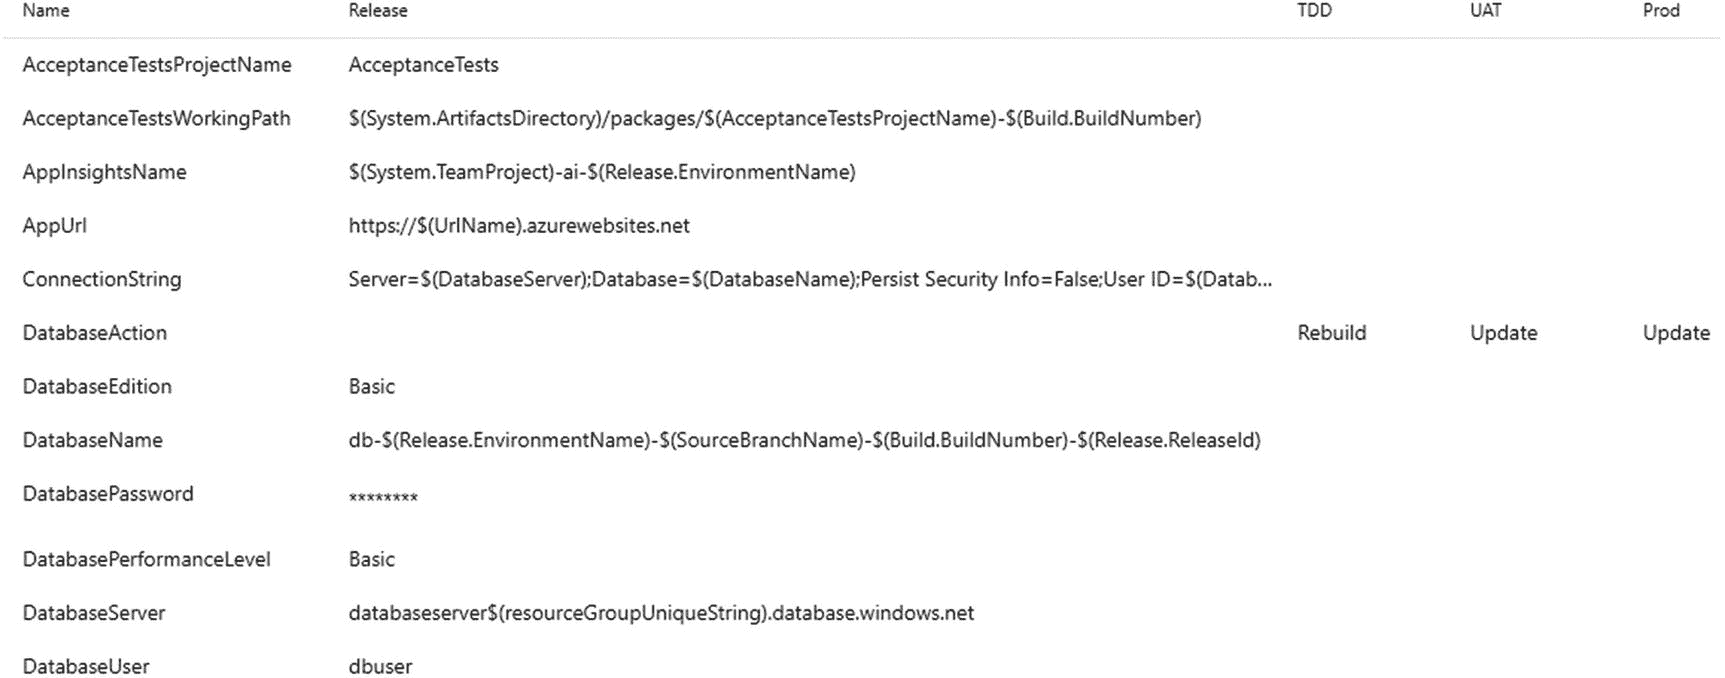 Name Release TDD UAT Prod
AcceptanceTestsProjectName AcceptanceTests
AcceptanceTestsWorkingPath $(System.ArtifactsDirectory)/packages/$(AcceptanceTestsProjectName)-$(Build.BuildNumber)
AppInsightsName $(System.TeamProject)-ai-$(Release.EnvironmentName)
AppUrl https://$(UrlName).azurewebsites.net
ConnectionString Server=$(DatabaseServer);Database=$(DatabaseName);Persist Security Info=False;User ID=$(Datab...
DatabaseAction Rebuild Update Update
DatabaseEdition Basic
DatabaseName db-$(Release.EnvironmentName)-$(SourceBranchName)-$(Build.BuildNumber)-$(Release.ReleaseId)
DatabasePassword ********
DatabasePerformanceLevel Basic
DatabaseServer databaseserver$(resourceGroupUniqueString).database.windows.net
DatabaseUser dbuser